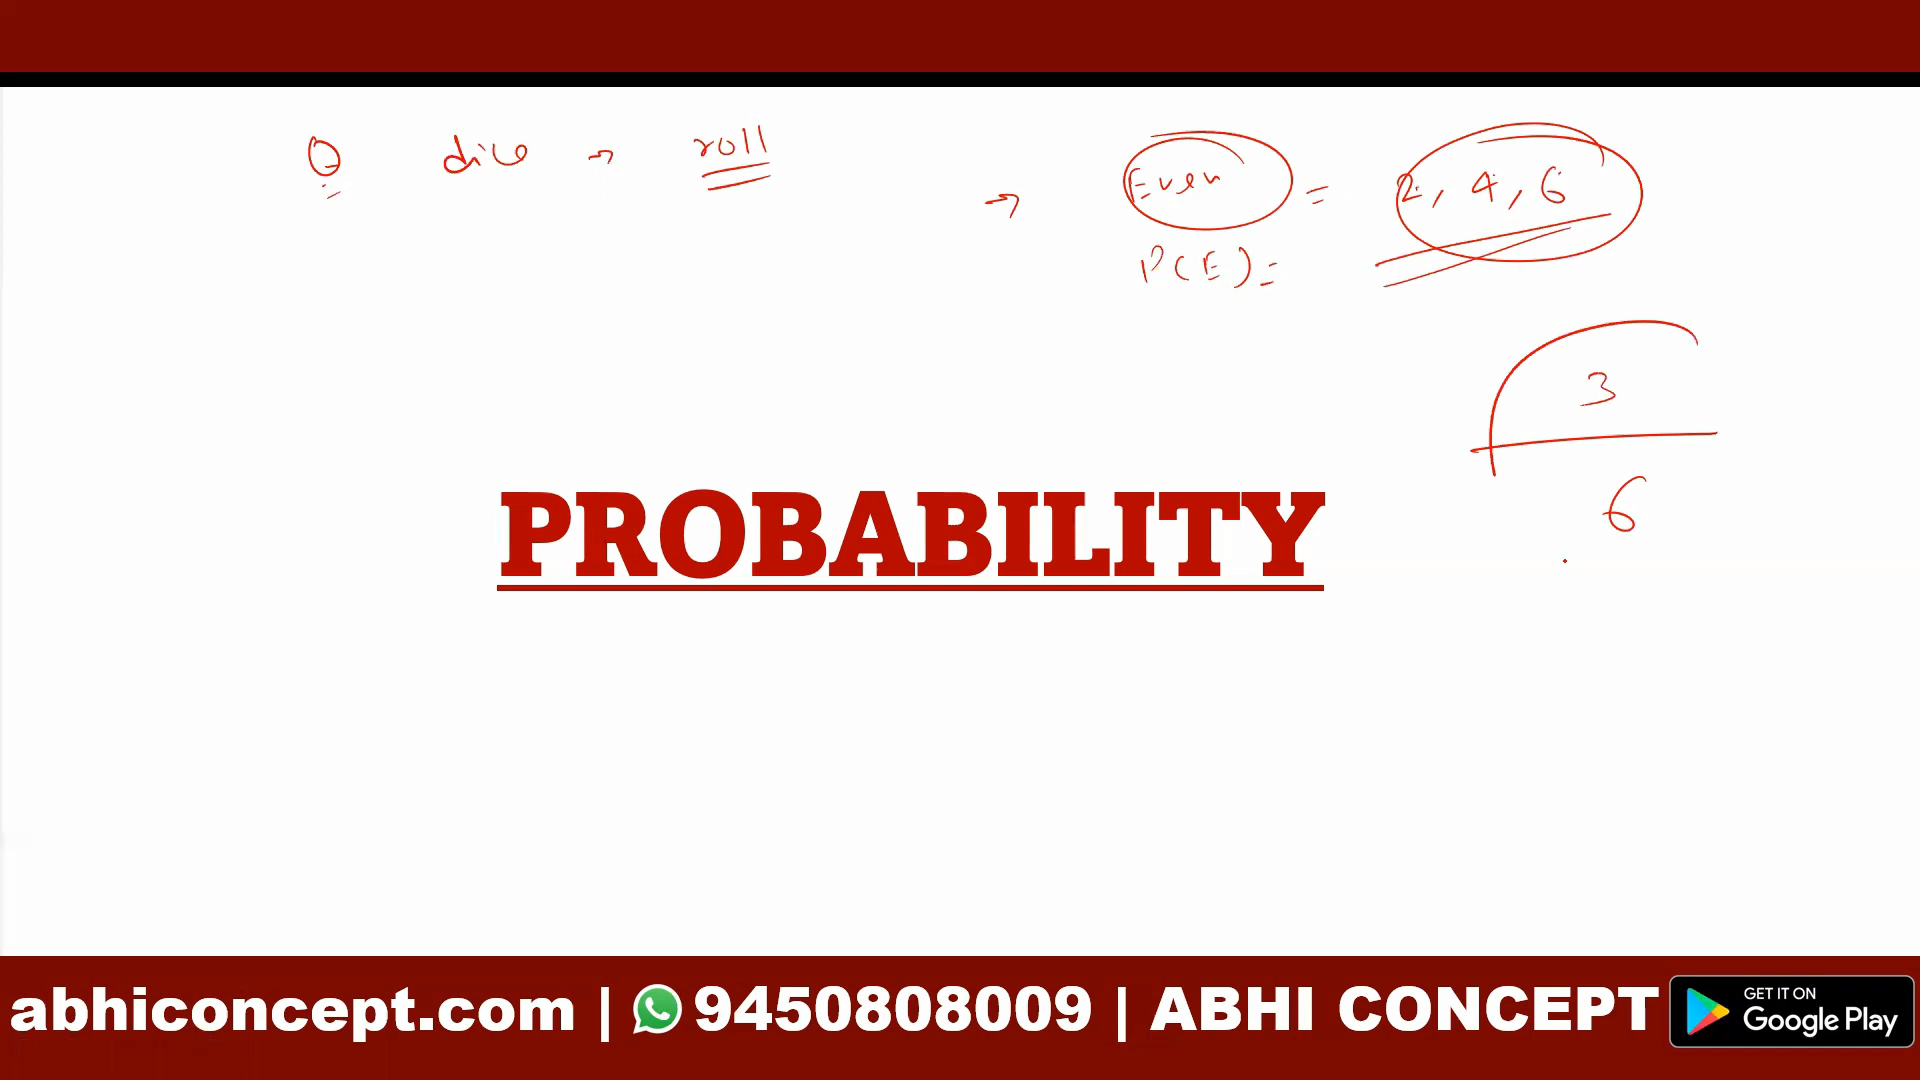 Q dice → roll
→ Even = 2, 4, 6
P(E) =
3
6
PROBABILITY
abhiconcept.com | 9450808009 | ABHI CONCEPT
GET IT ON
Google Play